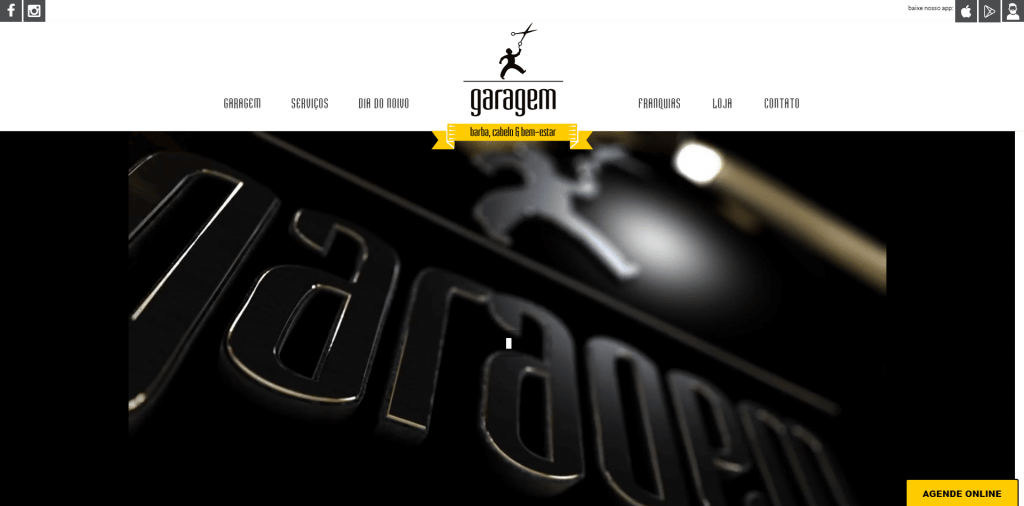 baixe nosso app:
GARAGEM SERVIÇOS DIA DO NOIVO
garagem
FRANQUIAS LOJA CONTATO
barba, cabelo & bem-estar
garagem
AGENDE ONLINE